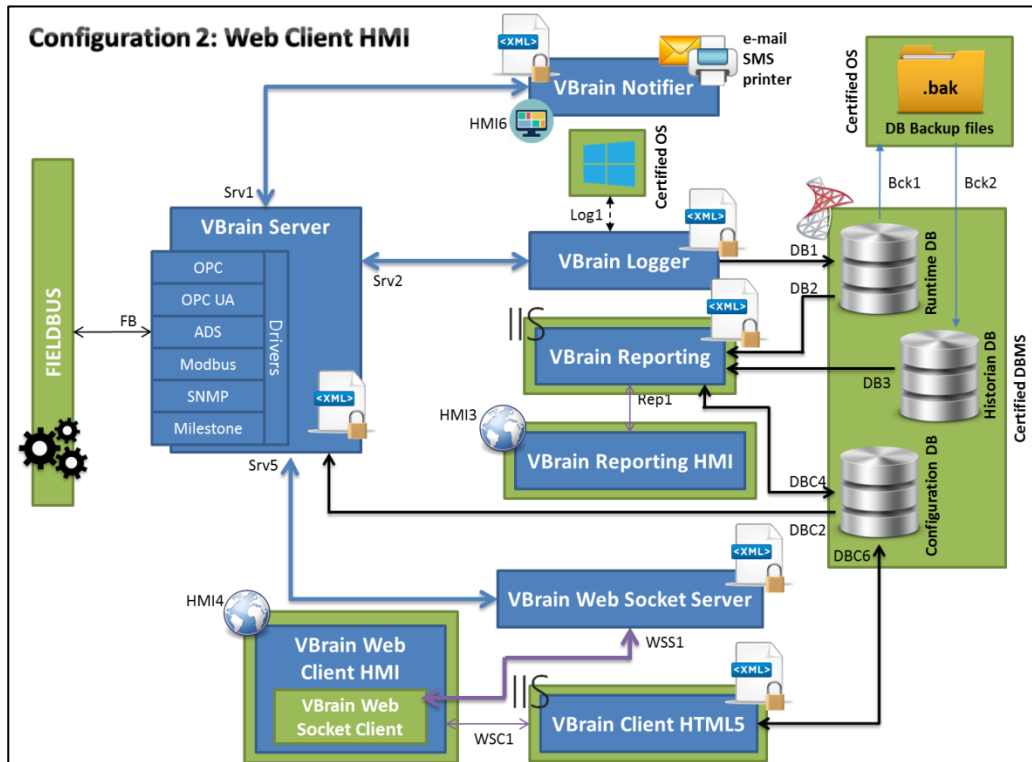 Configuration 2: Web Client HMI
<XML>
e-mail
SMS
printer
VBrain Notifier
HMI6
Certified OS
.bak
DB Backup files
Certified OS
Bck1
Bck2
Srv1
Log1
VBrain Server
OPC
OPC UA
ADS
Modbus
SNMP
Milestone
Drivers
<XML>
FIELDBUS
FB
Srv2
<XML>
VBrain Logger
DB1
DB2
Runtime DB
IIS
<XML>
VBrain Reporting
DB3
Historian DB
Certified DBMS
Rep1
HMI3
VBrain Reporting HMI
Srv5
DBC4
DBC2
DBC6
Configuration DB
<XML>
VBrain Web Socket Server
HMI4
VBrain Web
Client HMI
VBrain Web
Socket Client
WSS1
WSC1
IIS
<XML>
VBrain Client HTML5